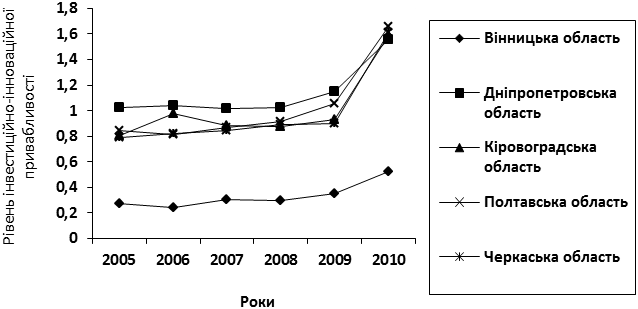 Рівень інвестиційно-інноваційної
привабливості
1,8
1,6
1,4
1,2
1
0,8
0,6
0,4
0,2
0
2005 2006 2007 2008 2009 2010
Роки
Вінницька область
Дніпропетровська
область
Кіровоградська
область
Полтавська область
Черкаська область